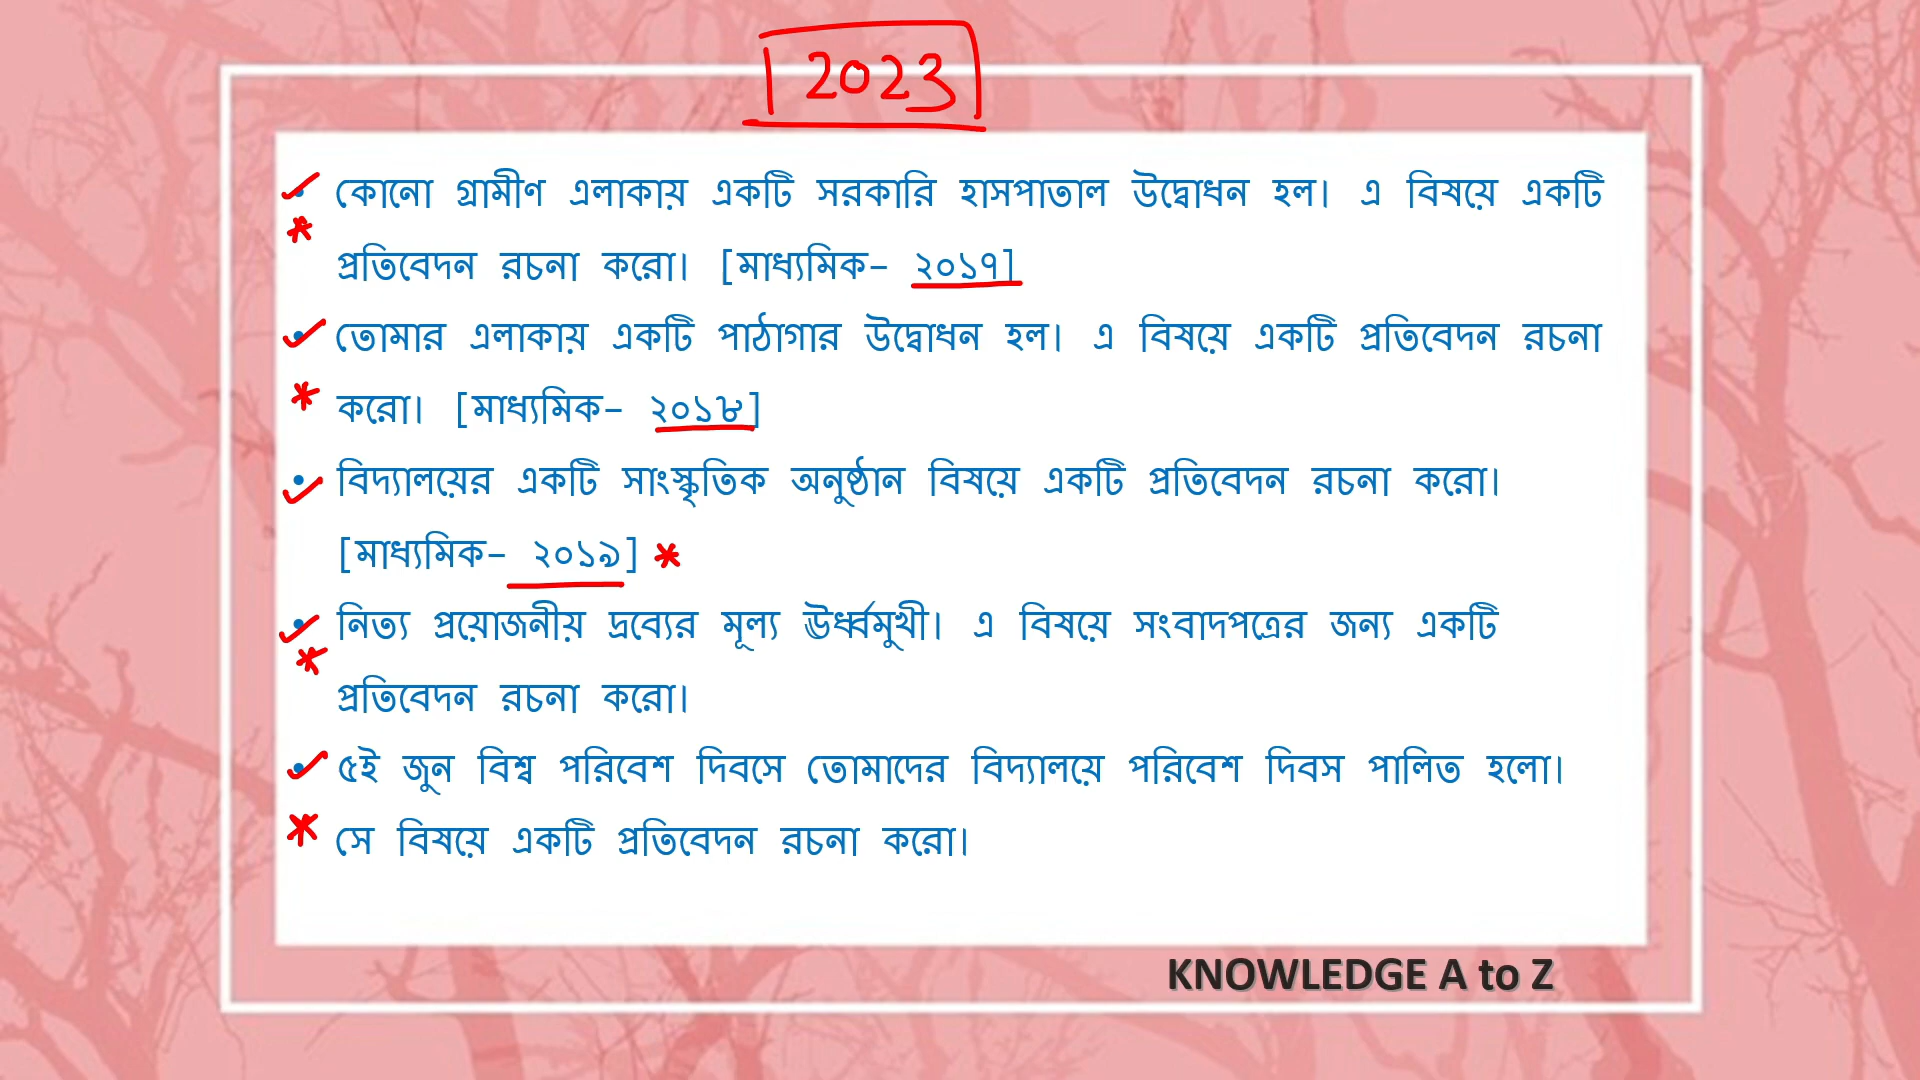 2023
• কোনো গ্রামীণ এলাকায় একটি সরকারি হাসপাতাল উদ্বোধন হল। এ বিষয়ে একটি
প্রতিবেদন রচনা করো। [মাধ্যমিক– ২০১৭]
• তোমার এলাকায় একটি পাঠাগার উদ্বোধন হল। এ বিষয়ে একটি প্রতিবেদন রচনা
করো। [মাধ্যমিক– ২০১৮]
• বিদ্যালয়ের একটি সাংস্কৃতিক অনুষ্ঠান বিষয়ে একটি প্রতিবেদন রচনা করো।
[মাধ্যমিক– ২০১৯]
• নিত্য প্রয়োজনীয় দ্রব্যের মূল্য ঊর্ধ্বমুখী। এ বিষয়ে সংবাদপত্রের জন্য একটি
প্রতিবেদন রচনা করো।
• ৫ই জুন বিশ্ব পরিবেশ দিবসে তোমাদের বিদ্যালয়ে পরিবেশ দিবস পালিত হলো।
সে বিষয়ে একটি প্রতিবেদন রচনা করো।
KNOWLEDGE A to Z